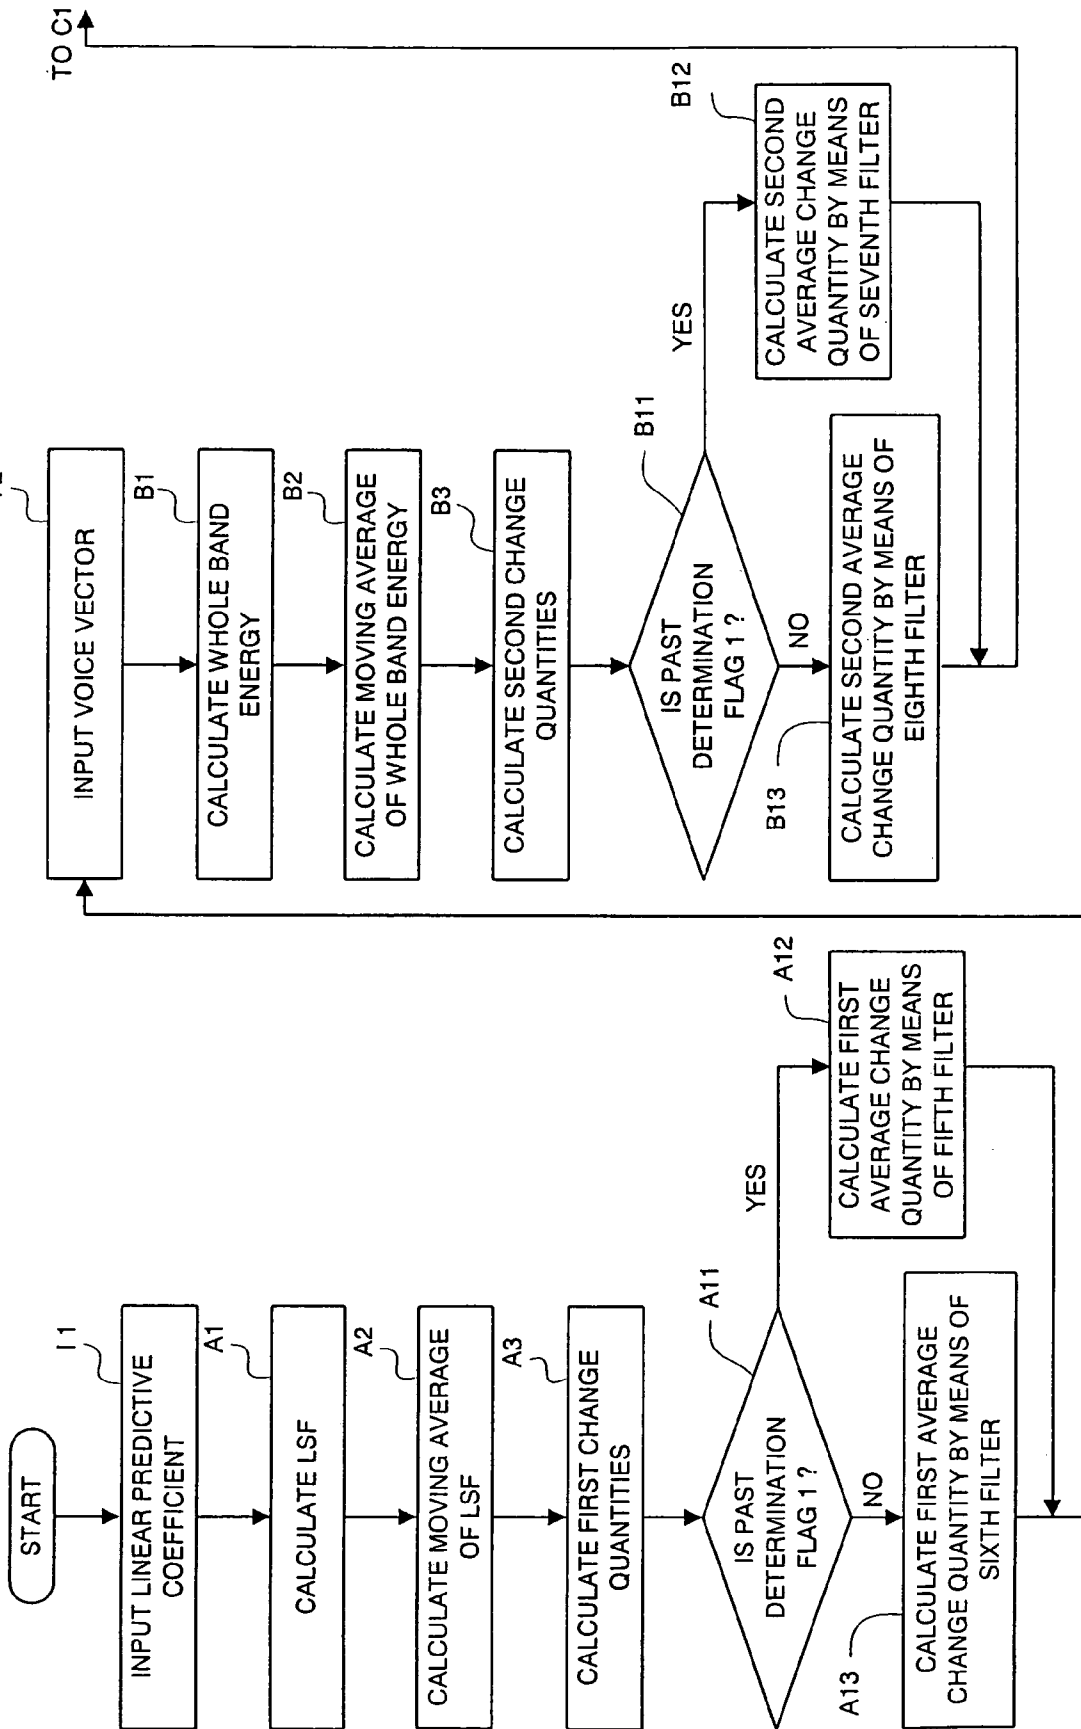 START
I 1
INPUT LINEAR PREDICTIVE
COEFFICIENT
A1
CALCULATE LSF
A2
CALCULATE MOVING AVERAGE
OF LSF
A3
CALCULATE FIRST CHANGE
QUANTITIES
A11
IS PAST
DETERMINATION
FLAG 1 ?
YES
NO
A12
CALCULATE FIRST
AVERAGE CHANGE
QUANTITY BY MEANS
OF FIFTH FILTER
A13
CALCULATE FIRST AVERAGE
CHANGE QUANTITY BY MEANS OF
SIXTH FILTER
INPUT VOICE VECTOR
B1
CALCULATE WHOLE BAND
ENERGY
B2
CALCULATE MOVING AVERAGE
OF WHOLE BAND ENERGY
B3
CALCULATE SECOND CHANGE
QUANTITIES
B11
IS PAST
DETERMINATION
FLAG 1 ?
YES
NO
B12
CALCULATE SECOND
AVERAGE CHANGE
QUANTITY BY MEANS
OF SEVENTH FILTER
B13
CALCULATE SECOND AVERAGE
CHANGE QUANTITY BY MEANS OF
EIGHTH FILTER
TO C1